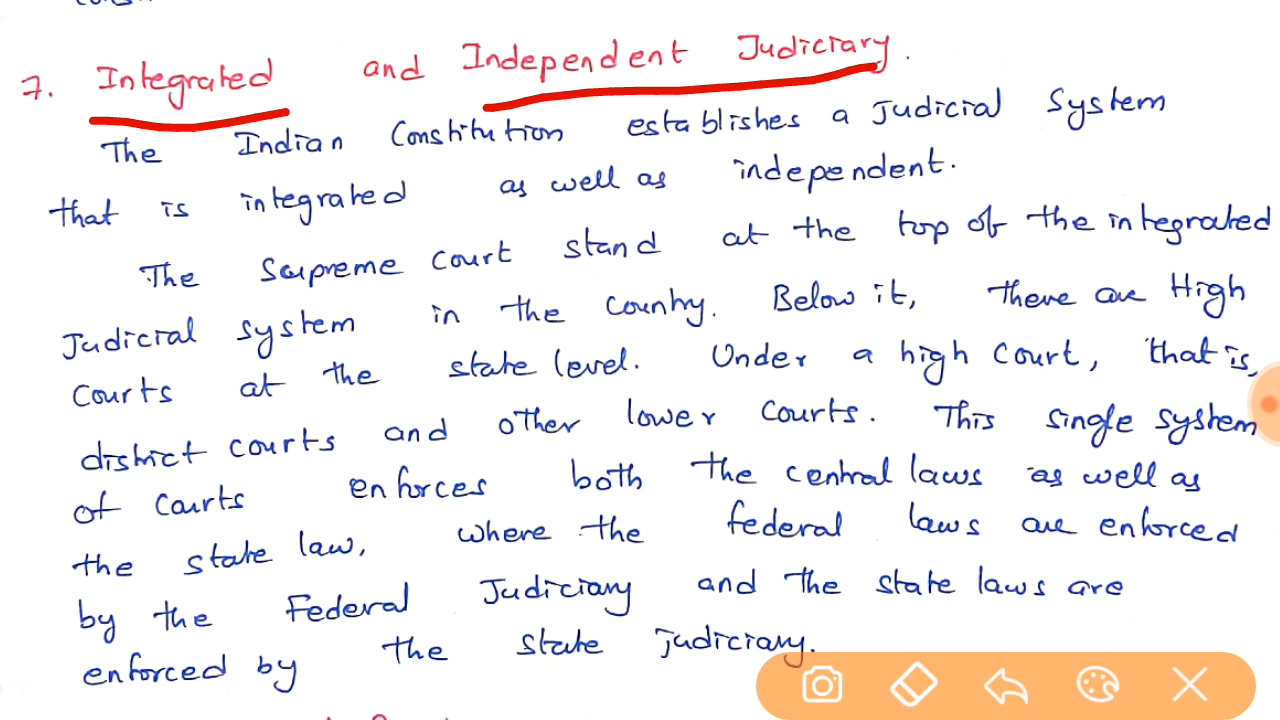 7. Integrated and Independent Judiciary.
The Indian Constitution establishes a Judicial System
that is integrated as well as independent.
The Supreme Court stand at the top of the integrated
Judicial system in the Country. Below it, there are High
Courts at the state level. Under a high court, that is,
district courts and other lower courts. This single system
of courts enforces both the central laws as well as
the state law, where the federal laws are enforced
by the Federal Judiciary and the state laws are
enforced by the state judiciary.